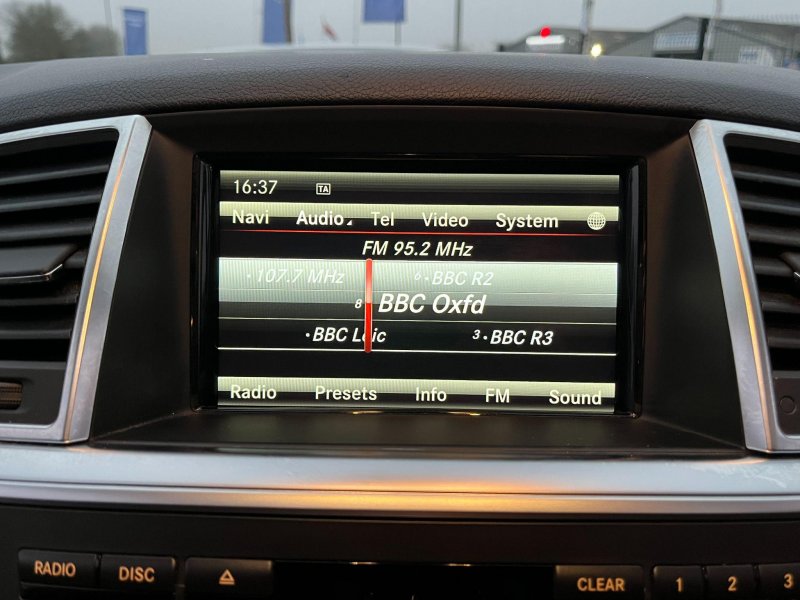 16:37 TA
Navi Audio Tel Video System
FM 95.2 MHz
107.7 MHz 6 BBC R2
8 BBC Oxfd
BBC Leic 3 BBC R3
Radio Presets Info FM Sound
RADIO DISC CLEAR 1 2 3